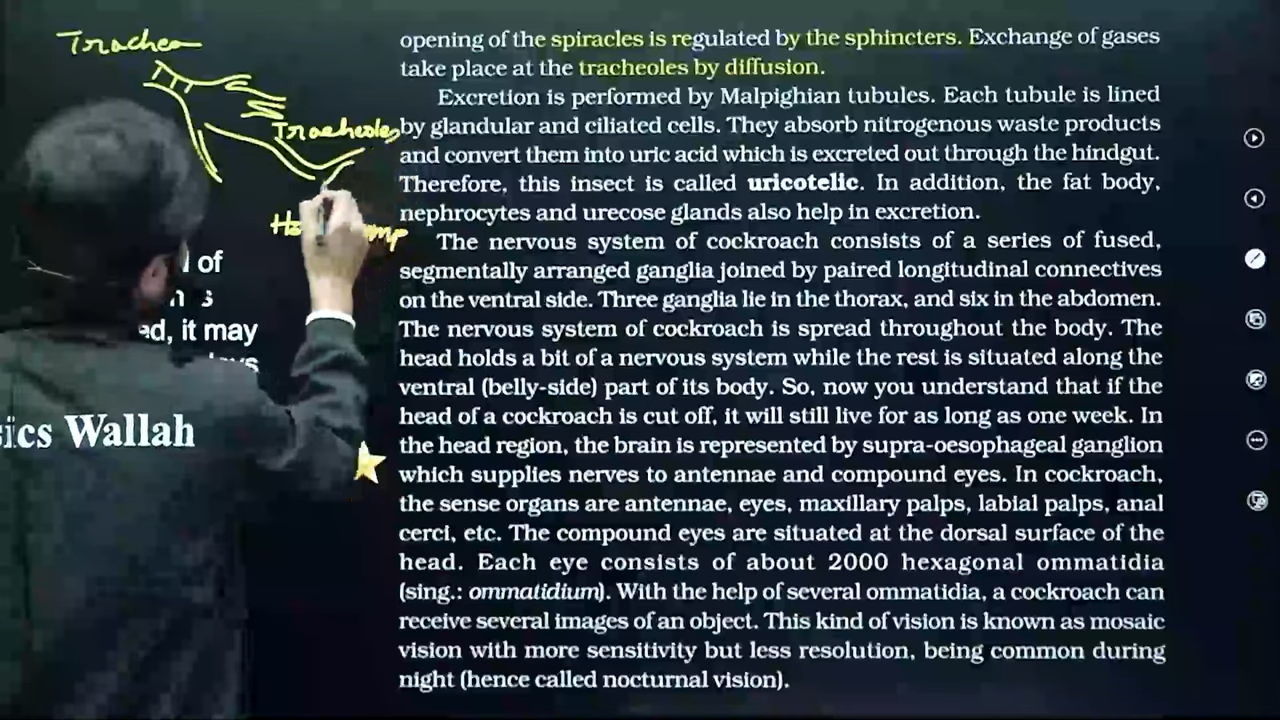 Trachea
opening of the spiracles is regulated by the sphincters. Exchange of gases
take place at the tracheoles by diffusion.
Excretion is performed by Malpighian tubules. Each tubule is lined
Tracheoles
by glandular and ciliated cells. They absorb nitrogenous waste products
and convert them into uric acid which is excreted out through the hindgut.
Therefore, this insect is called uricotelic. In addition, the fat body,
nephrocytes and urecose glands also help in excretion.
The nervous system of cockroach consists of a series of fused,
segmentally arranged ganglia joined by paired longitudinal connectives
on the ventral side. Three ganglia lie in the thorax, and six in the abdomen.
The nervous system of cockroach is spread throughout the body. The
head holds a bit of a nervous system while the rest is situated along the
ventral (belly-side) part of its body. So, now you understand that if the
head of a cockroach is cut off, it will still live for as long as one week. In
the head region, the brain is represented by supra-oesophageal ganglion
which supplies nerves to antennae and compound eyes. In cockroach,
the sense organs are antennae, eyes, maxillary palps, labial palps, anal
cerci, etc. The compound eyes are situated at the dorsal surface of the
head. Each eye consists of about 2000 hexagonal ommatidia
(sing.: ommatidium). With the help of several ommatidia, a cockroach can
receive several images of an object. This kind of vision is known as mosaic
vision with more sensitivity but less resolution, being common during
night (hence called nocturnal vision).
of
it may
sics Wallah